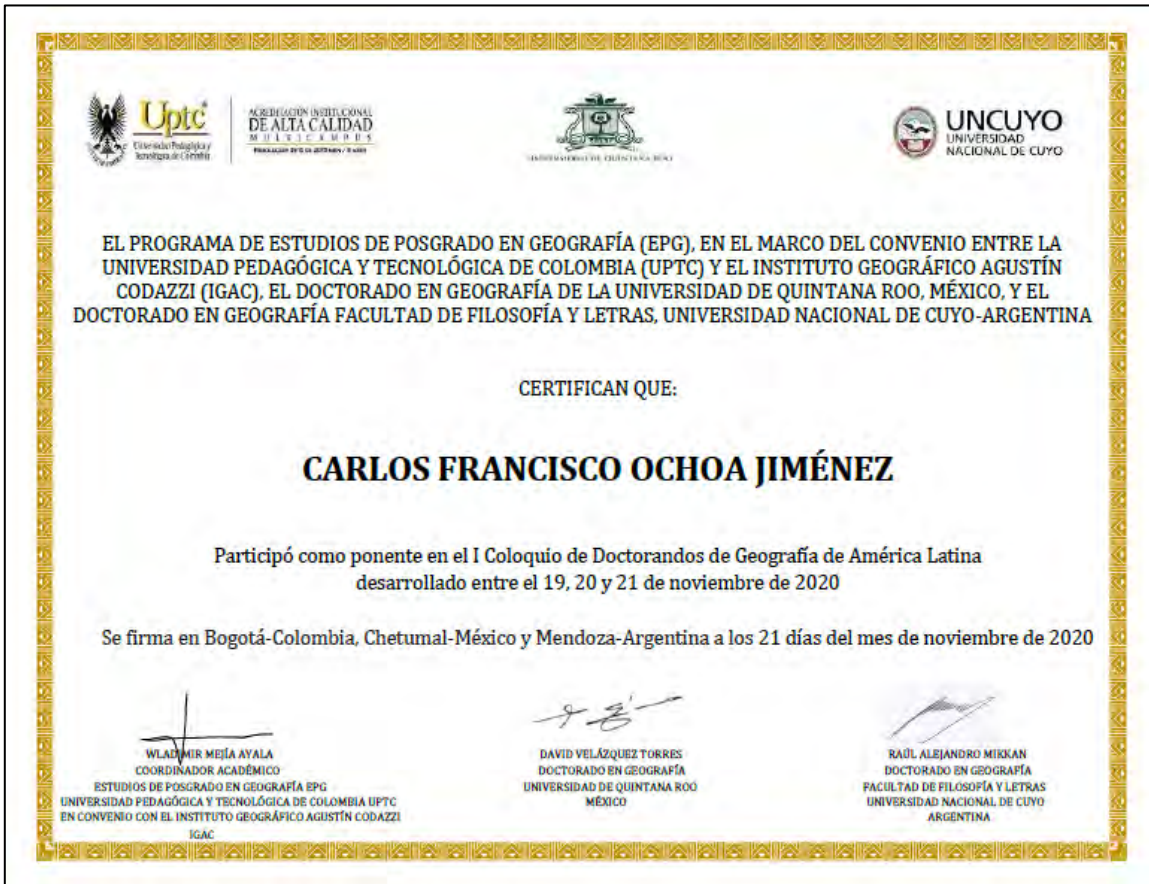 Uptc
Universidad Pedagógica y
Tecnológica de Colombia
ACREDITACIÓN INSTITUCIONAL
DE ALTA CALIDAD
MULTICAMPUS
UNIVERSIDAD DE QUINTANA ROO
UNCUYO
UNIVERSIDAD
NACIONAL DE CUYO
EL PROGRAMA DE ESTUDIOS DE POSGRADO EN GEOGRAFÍA (EPG), EN EL MARCO DEL CONVENIO ENTRE LA
UNIVERSIDAD PEDAGÓGICA Y TECNOLÓGICA DE COLOMBIA (UPTC) Y EL INSTITUTO GEOGRÁFICO AGUSTÍN
CODAZZI (IGAC), EL DOCTORADO EN GEOGRAFÍA DE LA UNIVERSIDAD DE QUINTANA ROO, MÉXICO, Y EL
DOCTORADO EN GEOGRAFÍA FACULTAD DE FILOSOFÍA Y LETRAS, UNIVERSIDAD NACIONAL DE CUYO-ARGENTINA
CERTIFICAN QUE:
CARLOS FRANCISCO OCHOA JIMÉNEZ
Participó como ponente en el I Coloquio de Doctorandos de Geografía de América Latina
desarrollado entre el 19, 20 y 21 de noviembre de 2020
Se firma en Bogotá-Colombia, Chetumal-México y Mendoza-Argentina a los 21 días del mes de noviembre de 2020
WLADIMIR MEJÍA AYALA
COORDINADOR ACADÉMICO
ESTUDIOS DE POSGRADO EN GEOGRAFÍA EPG
UNIVERSIDAD PEDAGÓGICA Y TECNOLÓGICA DE COLOMBIA UPTC
EN CONVENIO CON EL INSTITUTO GEOGRÁFICO AGUSTÍN CODAZZI
IGAC
DAVID VELÁZQUEZ TORRES
DOCTORADO EN GEOGRAFÍA
UNIVERSIDAD DE QUINTANA ROO
MÉXICO
RAÚL ALEJANDRO MIKKAN
DOCTORADO EN GEOGRAFÍA
FACULTAD DE FILOSOFÍA Y LETRAS
UNIVERSIDAD NACIONAL DE CUYO
ARGENTINA